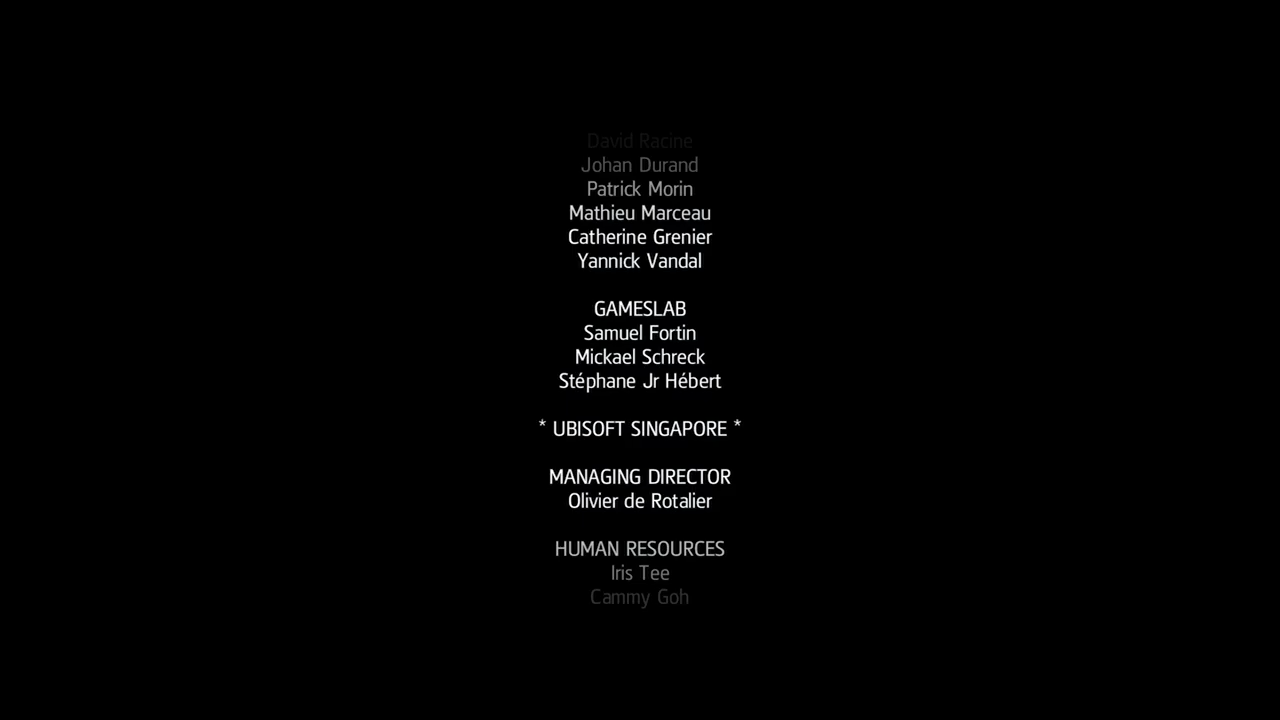 David Racine
Johan Durand
Patrick Morin
Mathieu Marceau
Catherine Grenier
Yannick Vandal
GAMESLAB
Samuel Fortin
Mickael Schreck
Stéphane Jr Hébert
* UBISOFT SINGAPORE *
MANAGING DIRECTOR
Olivier de Rotalier
HUMAN RESOURCES
Iris Tee
Cammy Goh